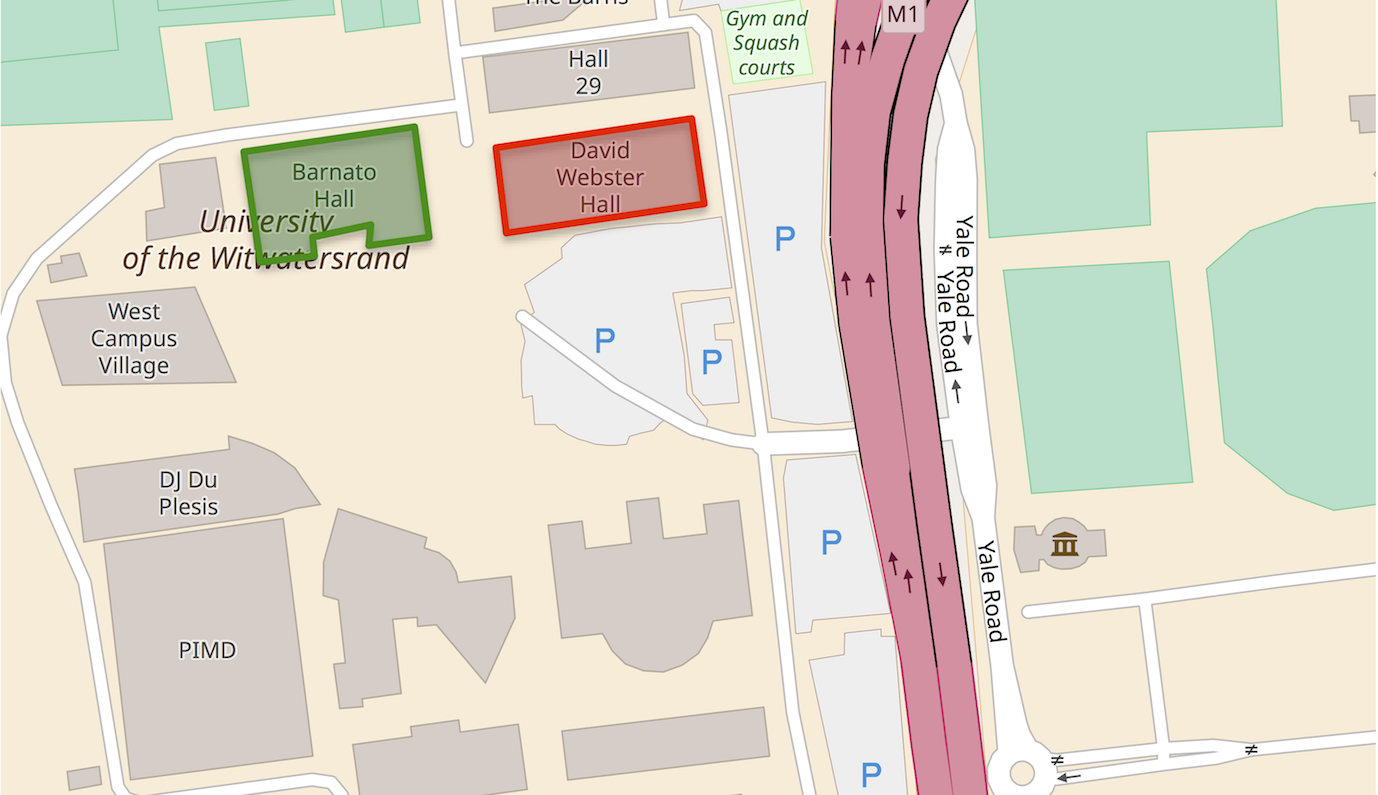 The Barns
M1
Gym and
Squash
courts
Hall
29
David
Webster
Hall
Barnato
Hall
University
of the Witwatersrand
P
Yale Road
Yale Road
West
Campus
Village
P
P
DJ Du
Plesis
P
Yale Road
PIMD
P